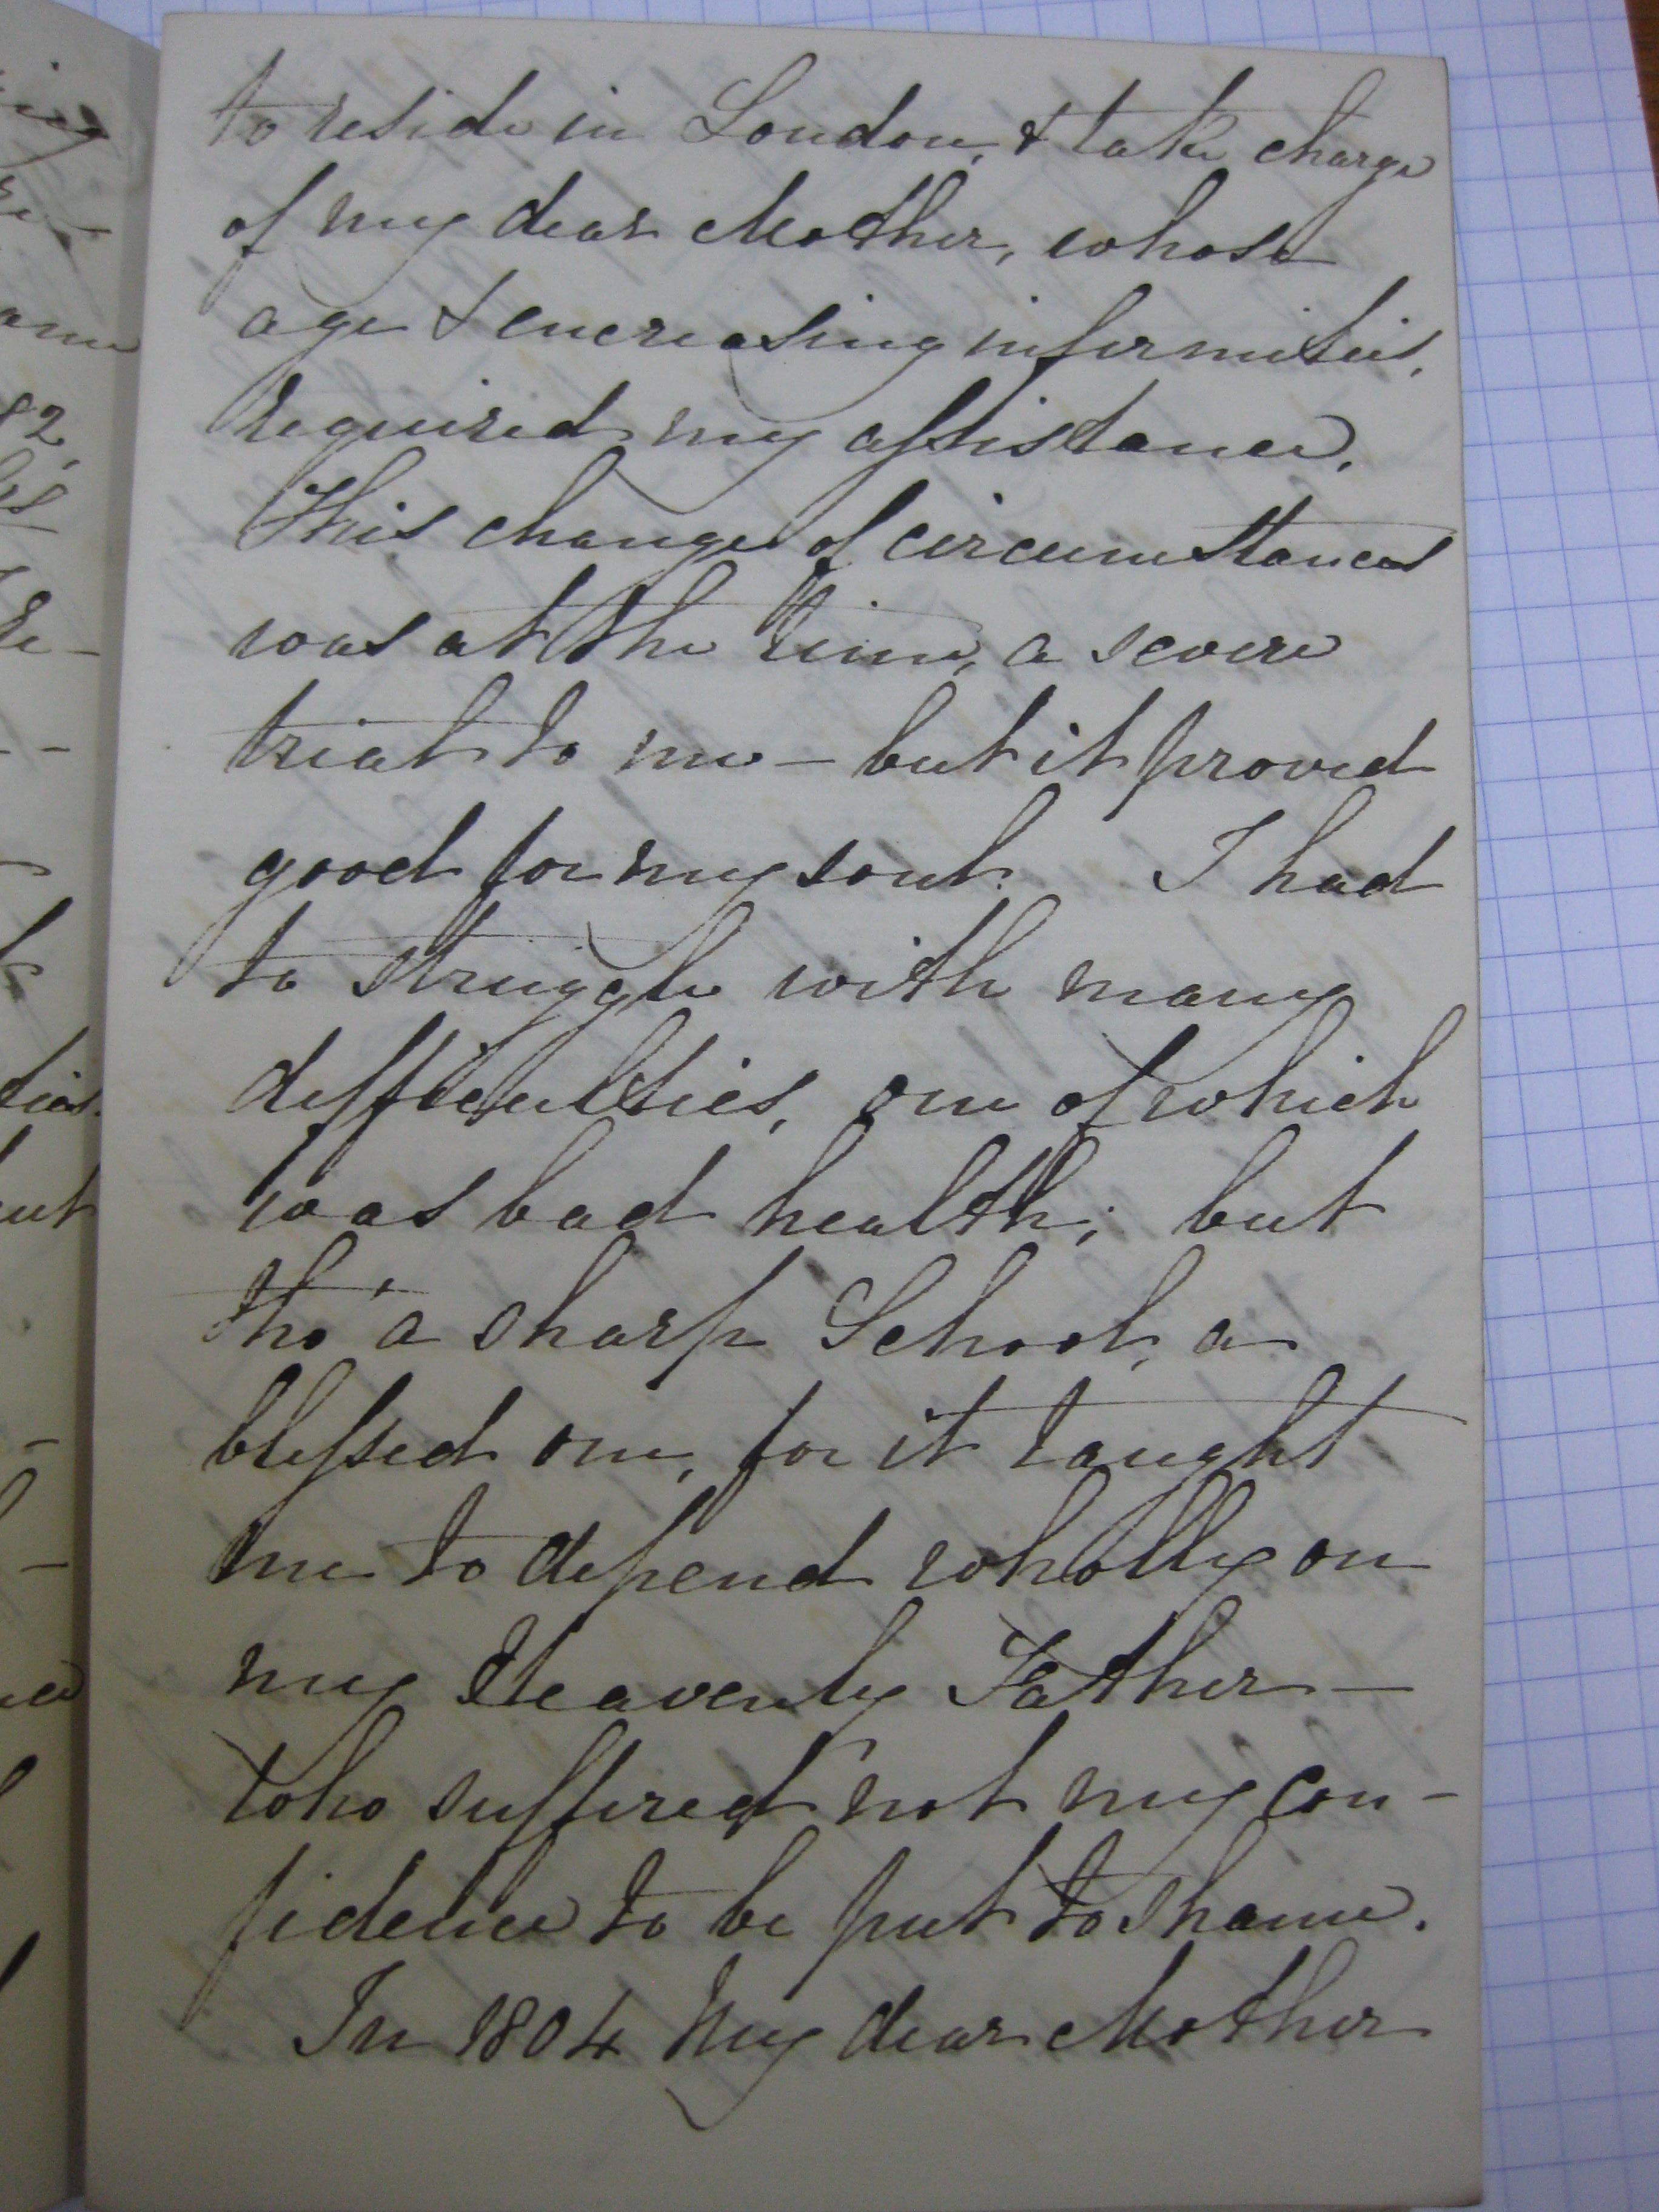 to reside in London, & take charge
of my dear Mother, whose
age & encreasing infirmities,
required my assistance.
This change of circumstances
was at the time, a severe
trial to me – but it proved
good for my soul. I had
to struggle with many
difficulties, one of which
was bad health; but
tho' a sharp School, a
blessed one, for it taught
me to depend wholly on
my Heavenly Father –
who suffered not my con-
fidence to be put to shame.
In 1804 My dear Mother